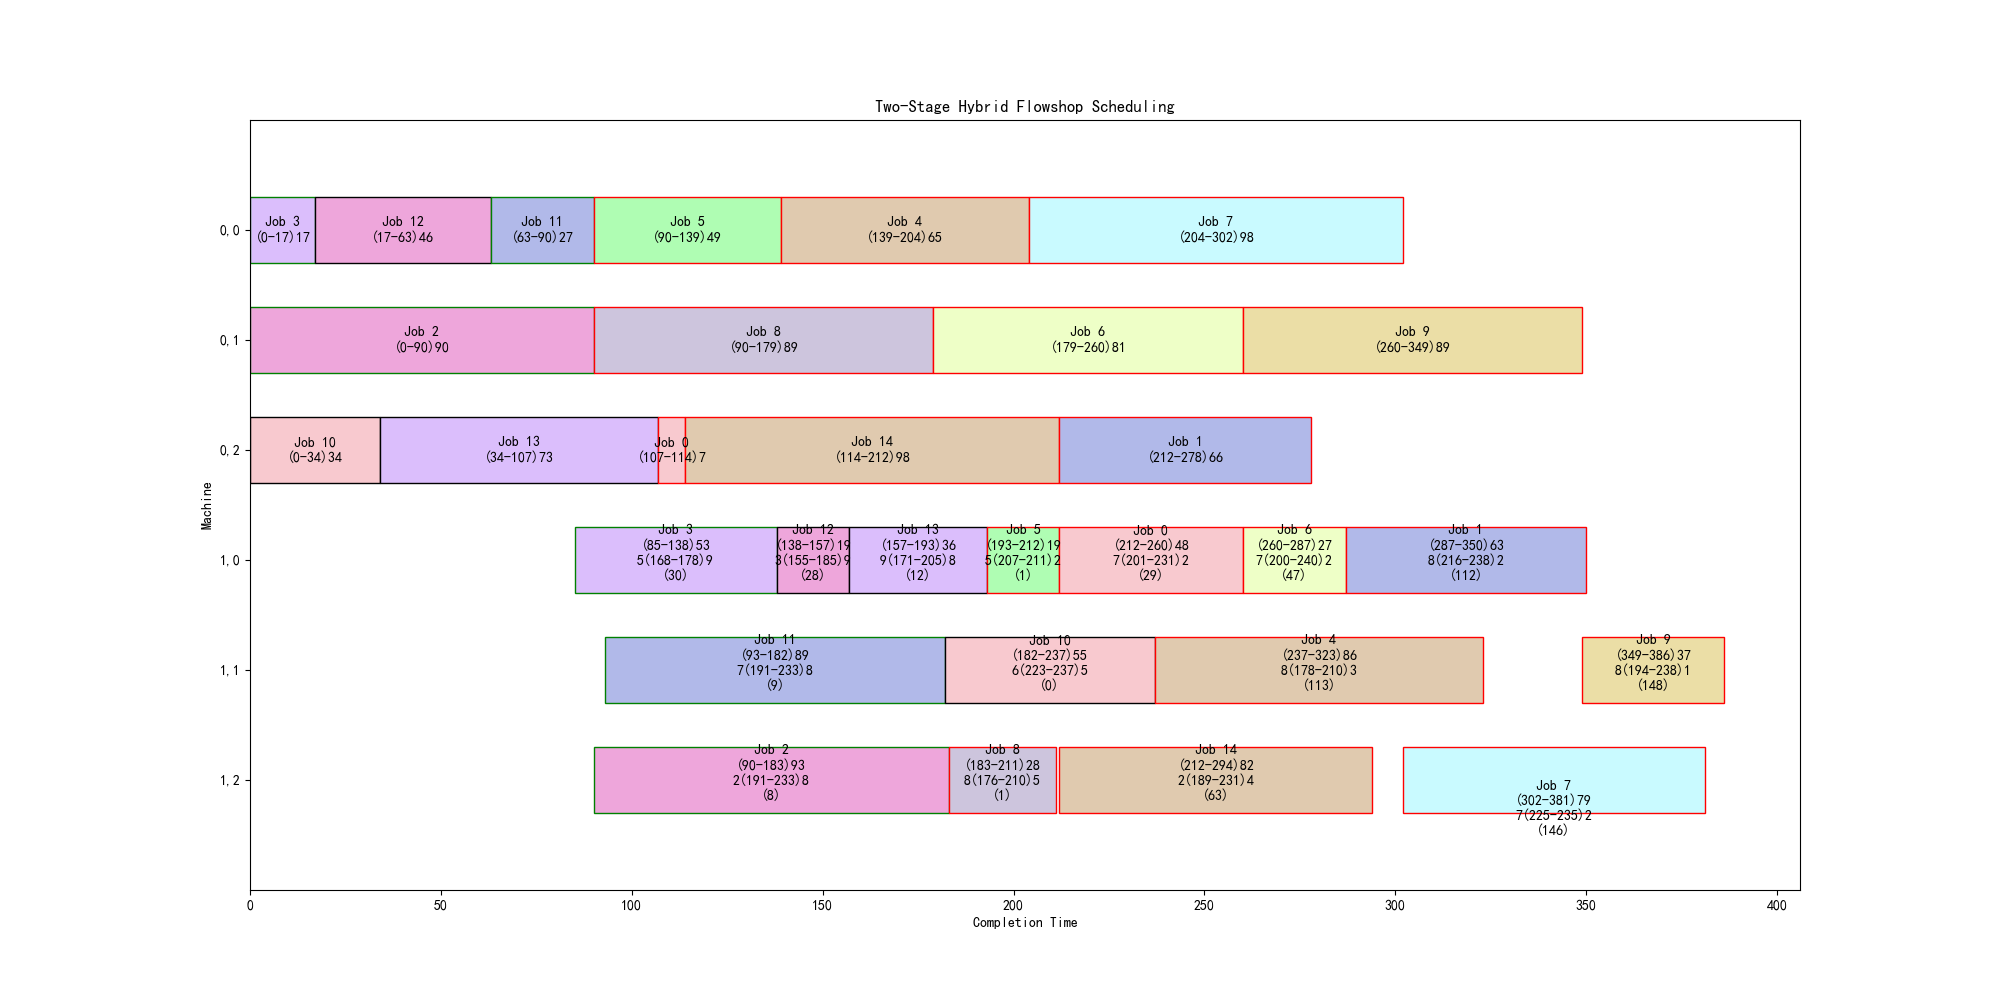 Two-Stage Hybrid Flowshop Scheduling
Machine
0,0
Job 3
(0-17)17
Job 12
(17-63)46
Job 11
(63-90)27
Job 5
(90-139)49
Job 4
(139-204)65
Job 7
(204-302)98
0,1
Job 2
(0-90)90
Job 8
(90-179)89
Job 6
(179-260)81
Job 9
(260-349)89
0,2
Job 10
(0-34)34
Job 13
(34-107)73
Job 0
(107-114)7
Job 14
(114-212)98
Job 1
(212-278)66
1,0
Job 3
(85-138)53
5(168-178)9
(30)
Job 12
(138-157)19
3(155-185)9
(28)
Job 13
(157-193)36
9(171-205)8
(12)
Job 5
(193-212)19
5(207-211)2
(1)
Job 0
(212-260)48
7(201-231)2
(29)
Job 6
(260-287)27
7(200-240)2
(47)
Job 1
(287-350)63
8(216-238)2
(112)
1,1
Job 11
(93-182)89
7(191-233)8
(9)
Job 10
(182-237)55
6(223-237)5
(0)
Job 4
(237-323)86
8(178-210)3
(113)
Job 9
(349-386)37
8(194-238)1
(148)
1,2
Job 2
(90-183)93
2(191-233)8
(8)
Job 8
(183-211)28
8(176-210)5
(1)
Job 14
(212-294)82
2(189-231)4
(63)
Job 7
(302-381)79
7(225-235)2
(146)
0 50 100 150 200 250 300 350 400
Completion Time